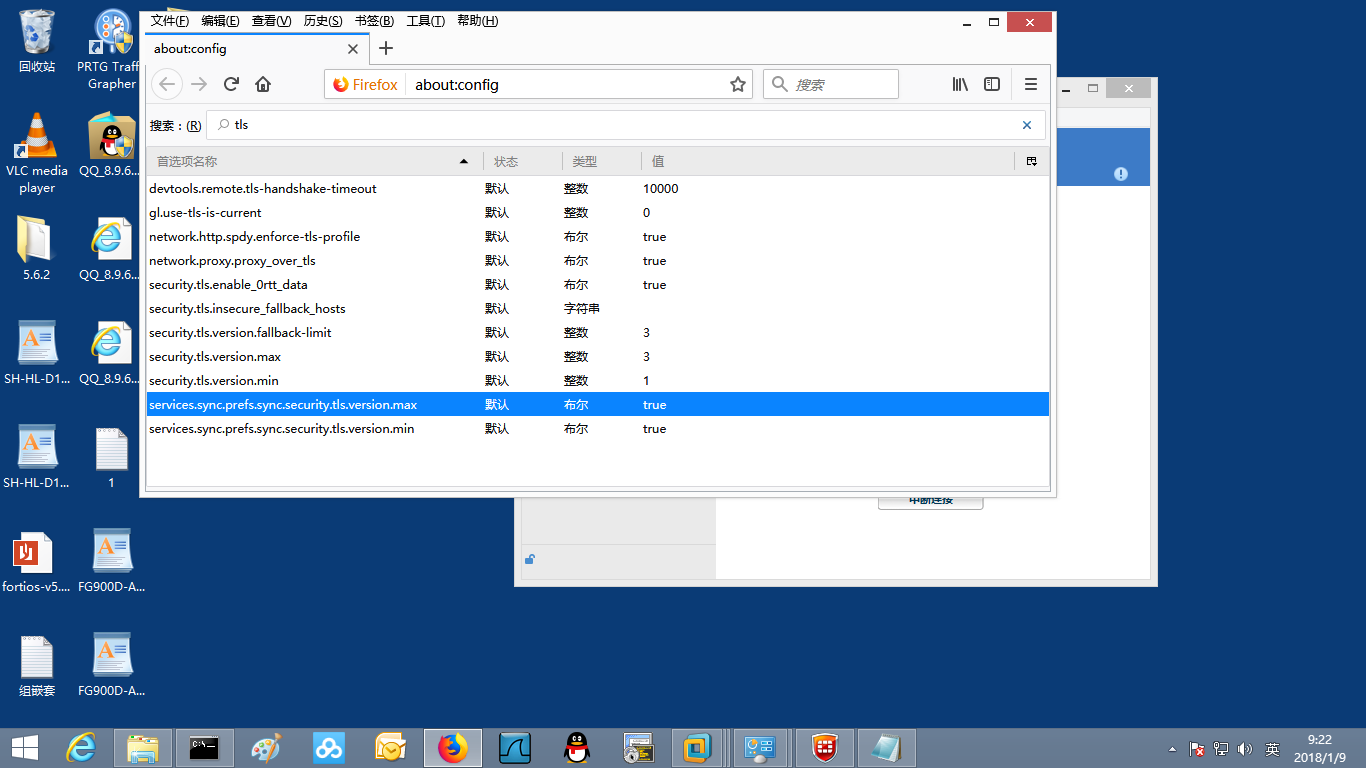 回收站
PRTG Traff
Grapher
VLC media
player
QQ_8.9.6...
5.6.2
QQ_8.9.6...
SH-HL-D1...
QQ_8.9.6...
SH-HL-D1...
1
fortios-v5....
FG900D-A...
组嵌套
FG900D-A...
文件(F) 编辑(E) 查看(V) 历史(S) 书签(B) 工具(T) 帮助(H)
about:config
Firefox about:config 搜索
搜索：(R) tls
首选项名称 状态 类型 值
devtools.remote.tls-handshake-timeout 默认 整数 10000
gl.use-tls-is-current 默认 整数 0
network.http.spdy.enforce-tls-profile 默认 布尔 true
network.proxy.proxy_over_tls 默认 布尔 true
security.tls.enable_0rtt_data 默认 布尔 true
security.tls.insecure_fallback_hosts 默认 字符串
security.tls.version.fallback-limit 默认 整数 3
security.tls.version.max 默认 整数 3
security.tls.version.min 默认 整数 1
services.sync.prefs.sync.security.tls.version.max 默认 布尔 true
services.sync.prefs.sync.security.tls.version.min 默认 布尔 true
中断连接
英
9:22
2018/1/9